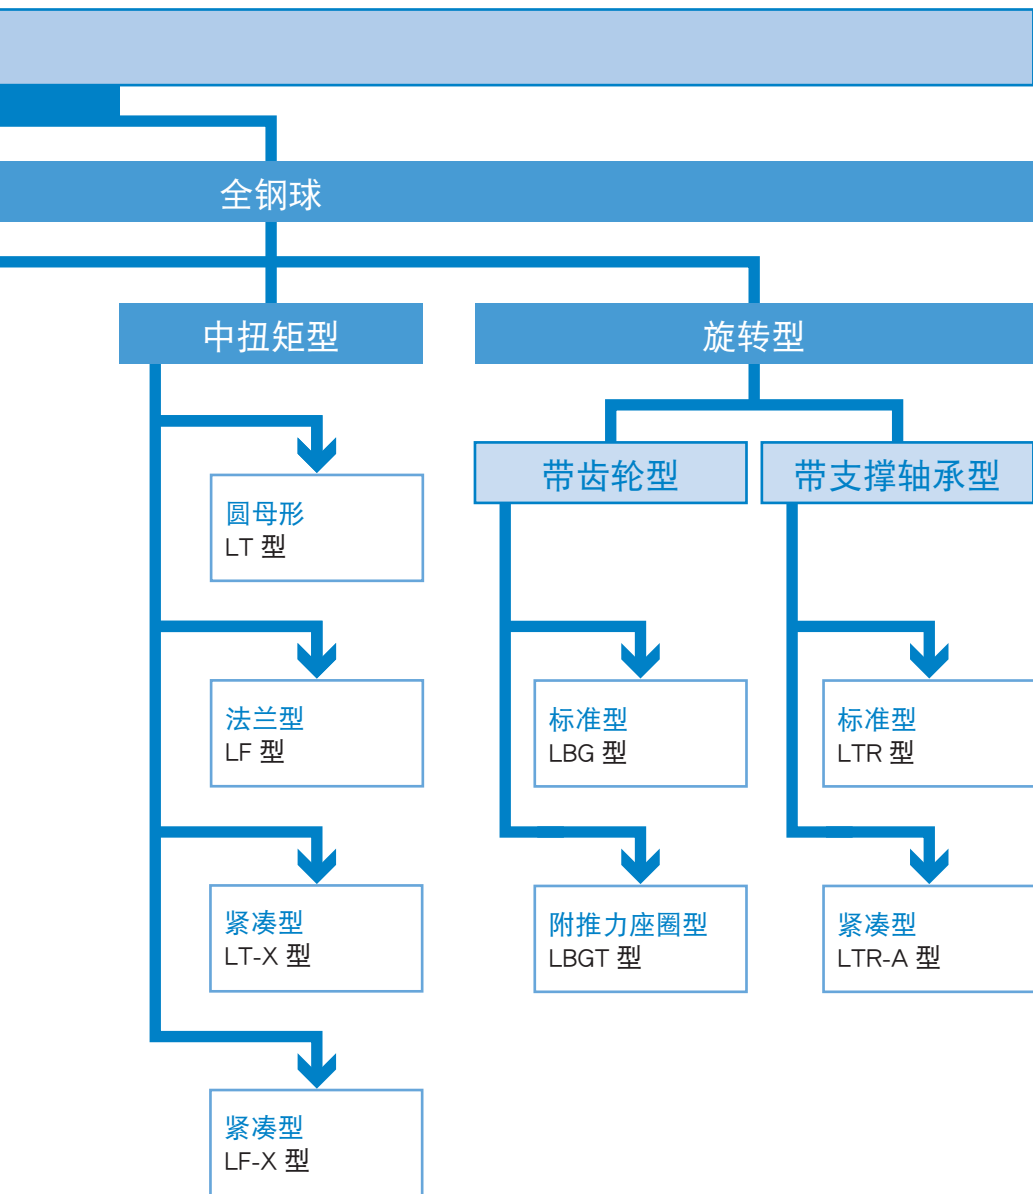 全钢球
中扭矩型
旋转型
带齿轮型
带支撑轴承型
圆母形
LT 型
法兰型
LF 型
标准型
LBG 型
标准型
LTR 型
紧凑型
LT-X 型
附推力座圈型
LBGT 型
紧凑型
LTR-A 型
紧凑型
LF-X 型